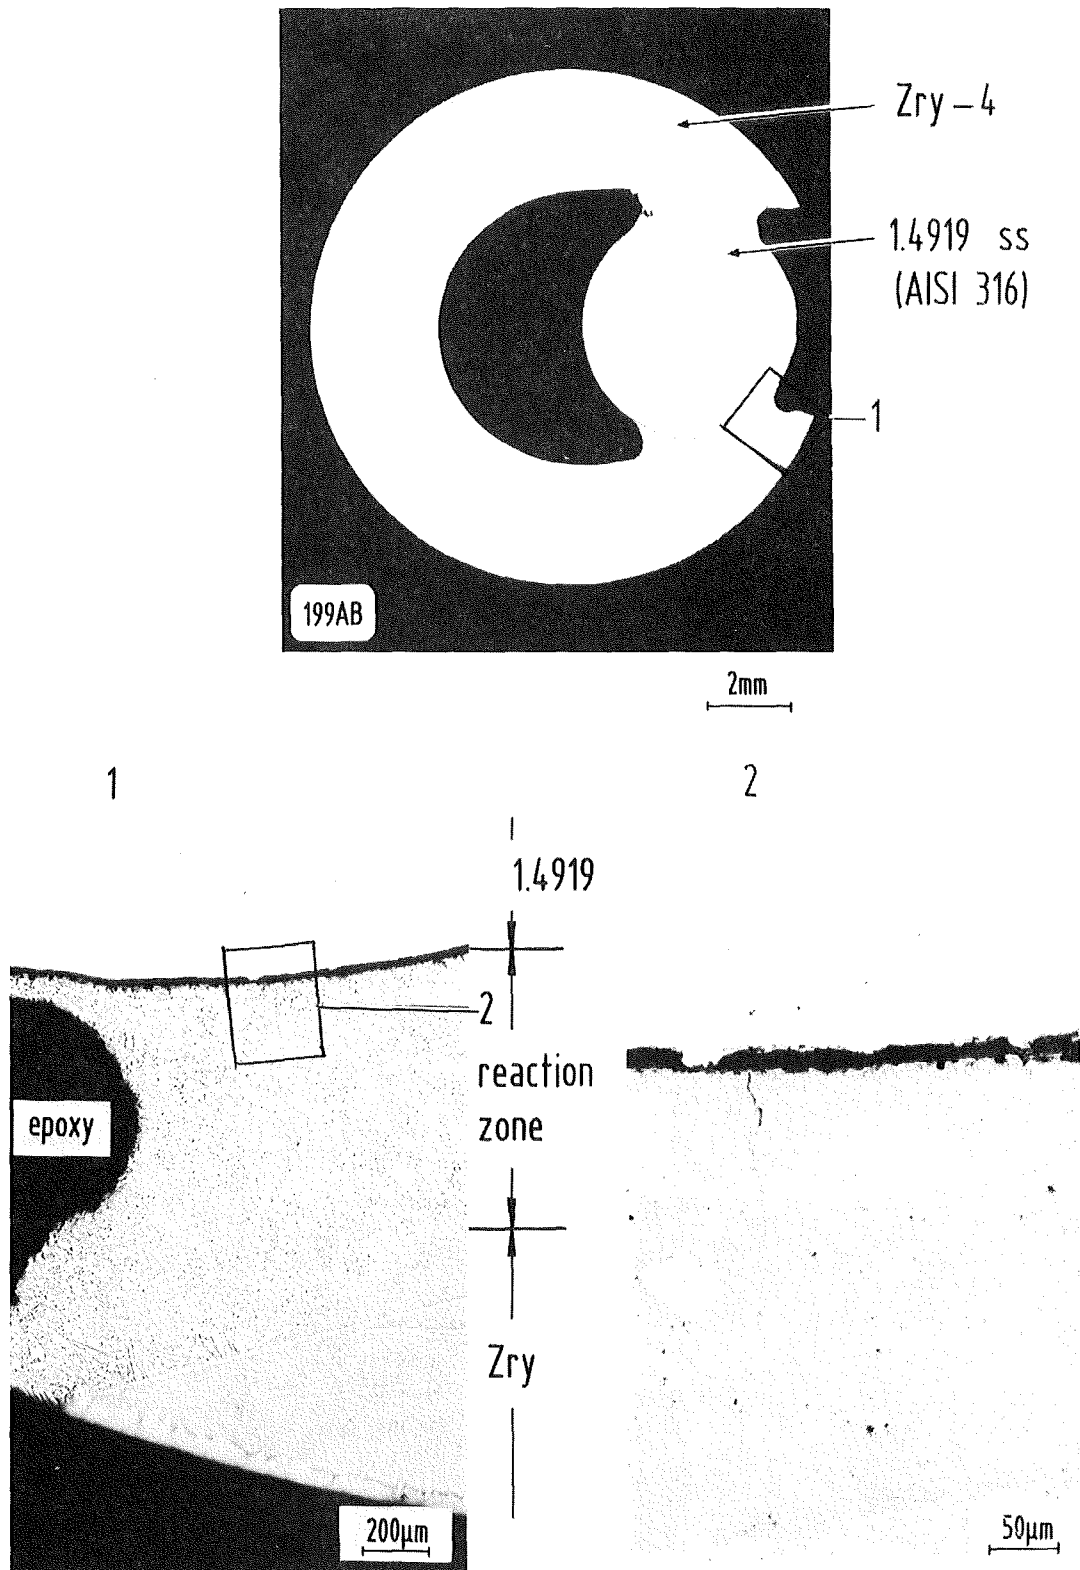 Zry-4
1.4919 ss
(AISI 316)
1
199AB
2mm
1
2
1.4919
2
reaction
zone
epoxy
Zry
200µm
50µm